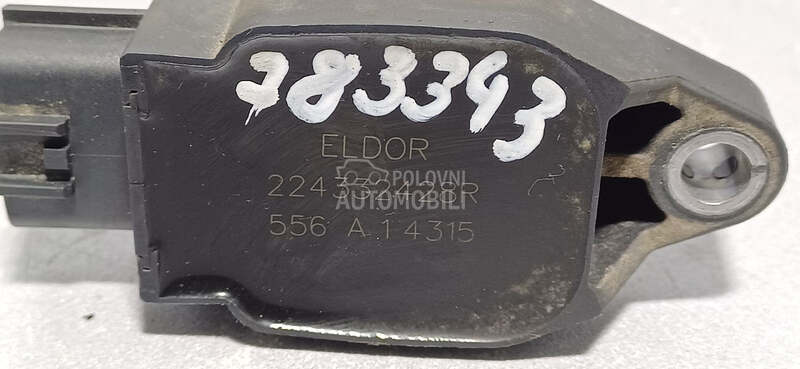 783343
ELDOR
POLOVNI
AUTOMOBILI
224332428R
556 A 1 4315